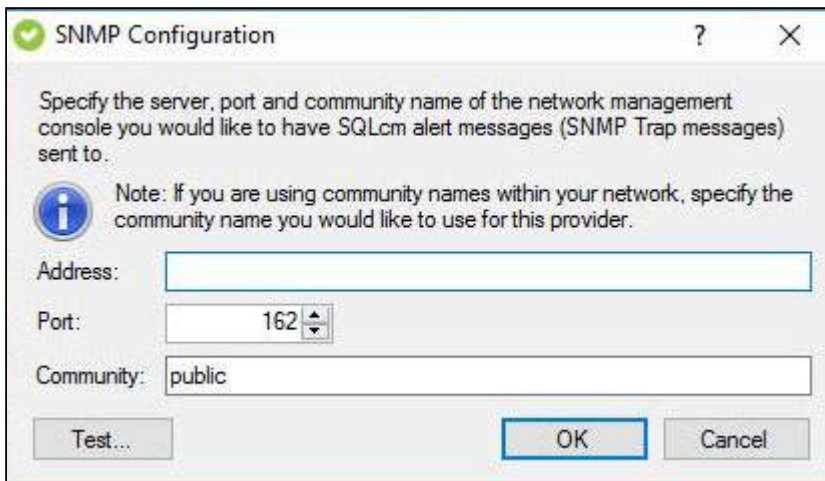 SNMP Configuration
?
Specify the server, port and community name of the network management
console you would like to have SQLcm alert messages (SNMP Trap messages)
sent to.
Note: If you are using community names within your network, specify the
community name you would like to use for this provider.
Address:
Port: 162
Community: public
Test... OK Cancel